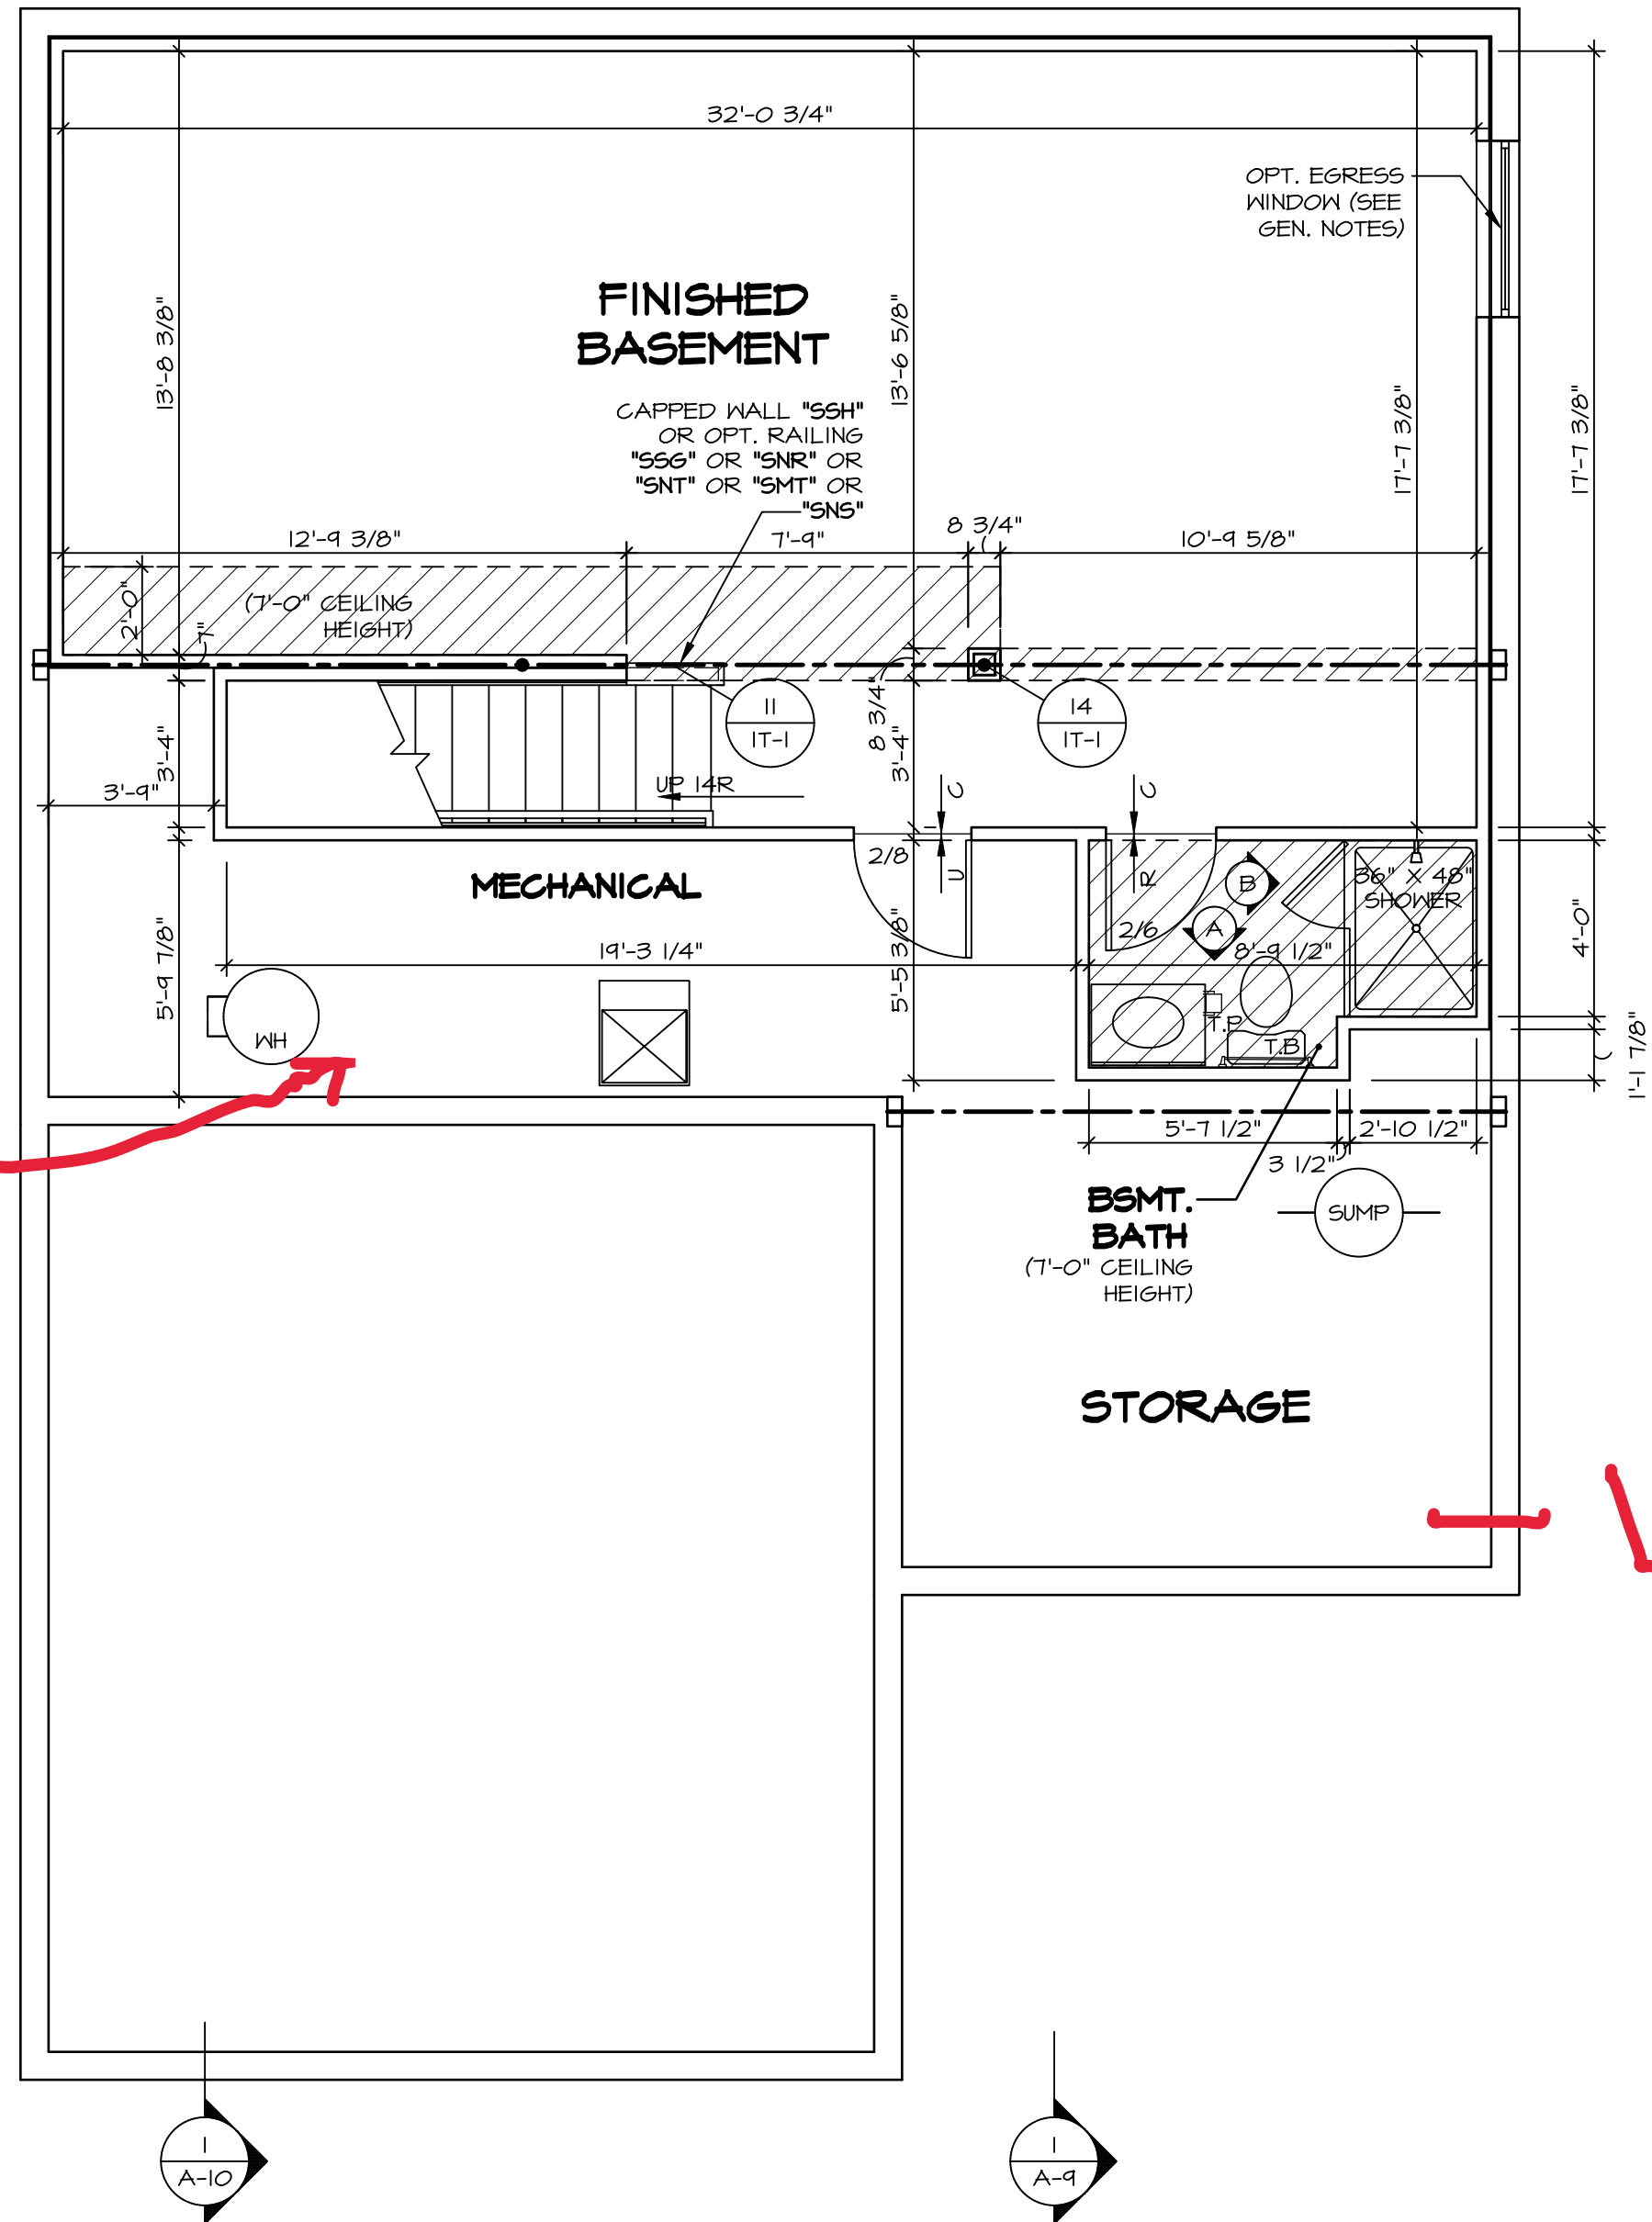 32'-0 3/4"
OPT. EGRESS
WINDOW (SEE
GEN. NOTES)
FINISHED
BASEMENT
13'-8 3/8"
13'-6 5/8"
17'-7 3/8"
17'-7 3/8"
CAPPED WALL "SSH"
OR OPT. RAILING
"SSG" OR "SNR" OR
"SNT" OR "SMT" OR
"SNS"
12'-9 3/8"
7'-9"
8 3/4"
10'-9 5/8"
2'-0"
(7'-0" CEILING
HEIGHT)
7"
11
1T-1
14
1T-1
8 3/4"
3'-4"
3'-4"
3'-9"
UP 14R
C
C
2/8
U
R
MECHANICAL
B
36" X 48"
SHOWER
2/6
A
19'-3 1/4"
8'-9 1/2"
5'-9 7/8"
5'-5 3/8"
4'-0"
WH
T.P
T.B
1'-1 7/8"
5'-7 1/2"
2'-10 1/2"
3 1/2"
BSMT.
BATH
(7'-0" CEILING
HEIGHT)
SUMP
STORAGE
1
A-10
1
A-9